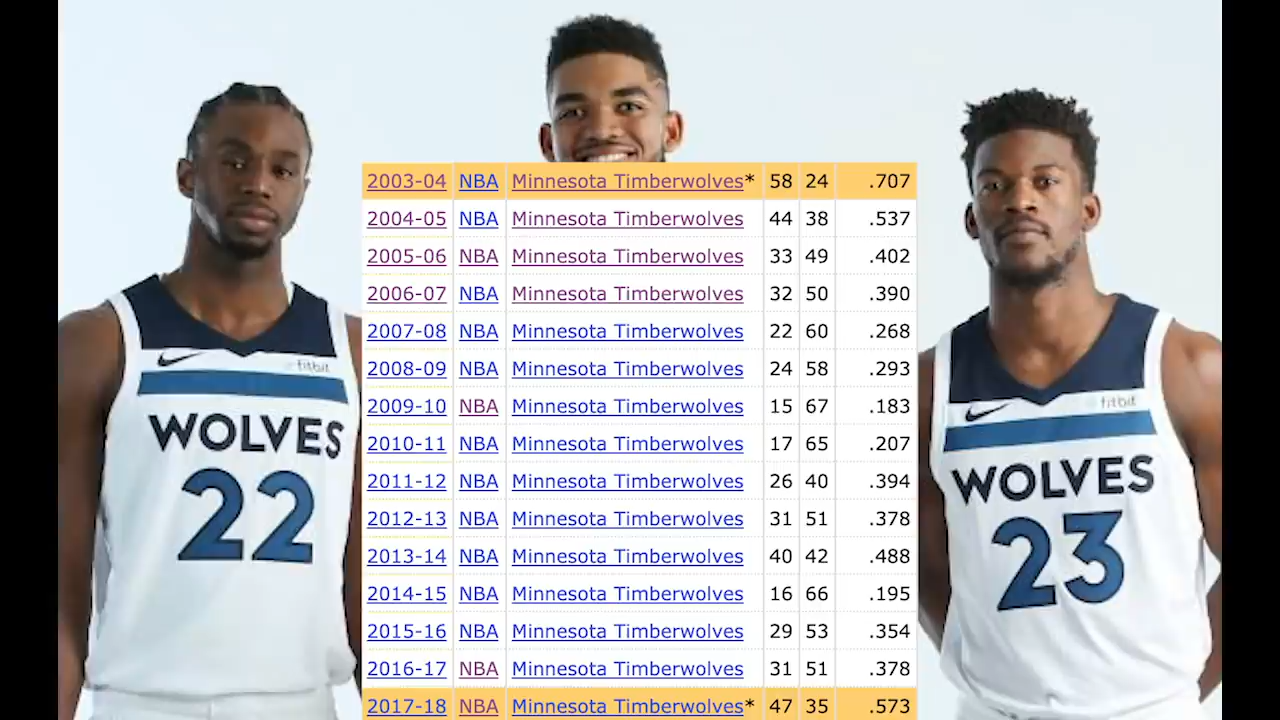 2003-04 NBA Minnesota Timberwolves* 58 24 .707
2004-05 NBA Minnesota Timberwolves 44 38 .537
2005-06 NBA Minnesota Timberwolves 33 49 .402
2006-07 NBA Minnesota Timberwolves 32 50 .390
2007-08 NBA Minnesota Timberwolves 22 60 .268
2008-09 NBA Minnesota Timberwolves 24 58 .293
2009-10 NBA Minnesota Timberwolves 15 67 .183
2010-11 NBA Minnesota Timberwolves 17 65 .207
2011-12 NBA Minnesota Timberwolves 26 40 .394
2012-13 NBA Minnesota Timberwolves 31 51 .378
2013-14 NBA Minnesota Timberwolves 40 42 .488
2014-15 NBA Minnesota Timberwolves 16 66 .195
2015-16 NBA Minnesota Timberwolves 29 53 .354
2016-17 NBA Minnesota Timberwolves 31 51 .378
2017-18 NBA Minnesota Timberwolves* 47 35 .573
fitbit
WOLVES
22
fitbit
WOLVES
23